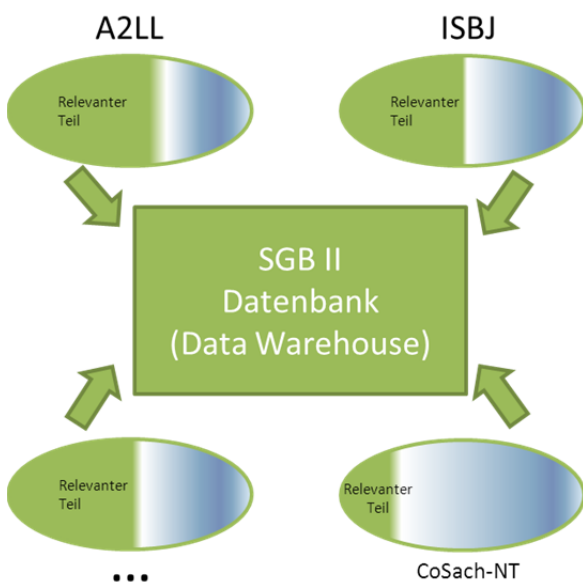 A2LL
ISBJ
Relevanter
Teil
Relevanter
Teil
SGB II
Datenbank
(Data Warehouse)
Relevanter
Teil
Relevanter
Teil
...
CoSach-NT